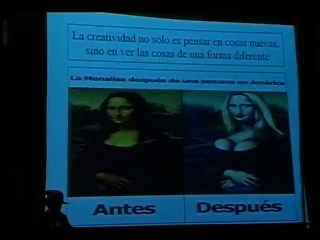 La creatividad no solo es pensar en cosas nuevas,
sino en ver las cosas de una forma diferente
La Monalisa después de una semana en América
Antes
Después